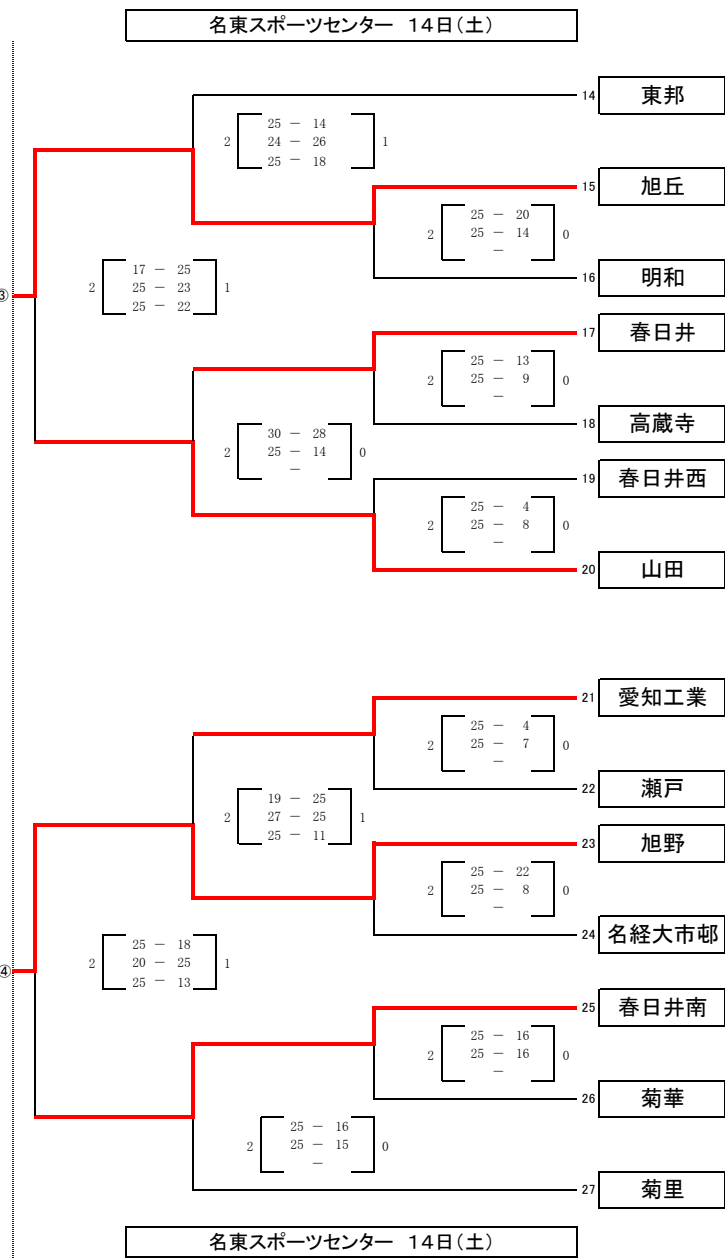 名東スポーツセンター 14日(土)
14 東邦
2 25 － 14 1
24 － 26
25 － 18
15 旭丘
2 25 － 20 0
25 － 14
－
16 明和
③
2 17 － 25 1
25 － 23
25 － 22
17 春日井
2 25 － 13 0
25 － 9
－
18 高蔵寺
2 30 － 28 0
25 － 14
－
19 春日井西
2 25 － 4 0
25 － 8
－
20 山田
21 愛知工業
2 25 － 4 0
25 － 7
－
22 瀬戸
2 19 － 25 1
27 － 25
25 － 11
23 旭野
2 25 － 22 0
25 － 8
－
24 名経大市邨
④
2 25 － 18 1
20 － 25
25 － 13
25 春日井南
2 25 － 16 0
25 － 16
－
26 菊華
2 25 － 16 0
25 － 15
－
27 菊里
名東スポーツセンター 14日(土)